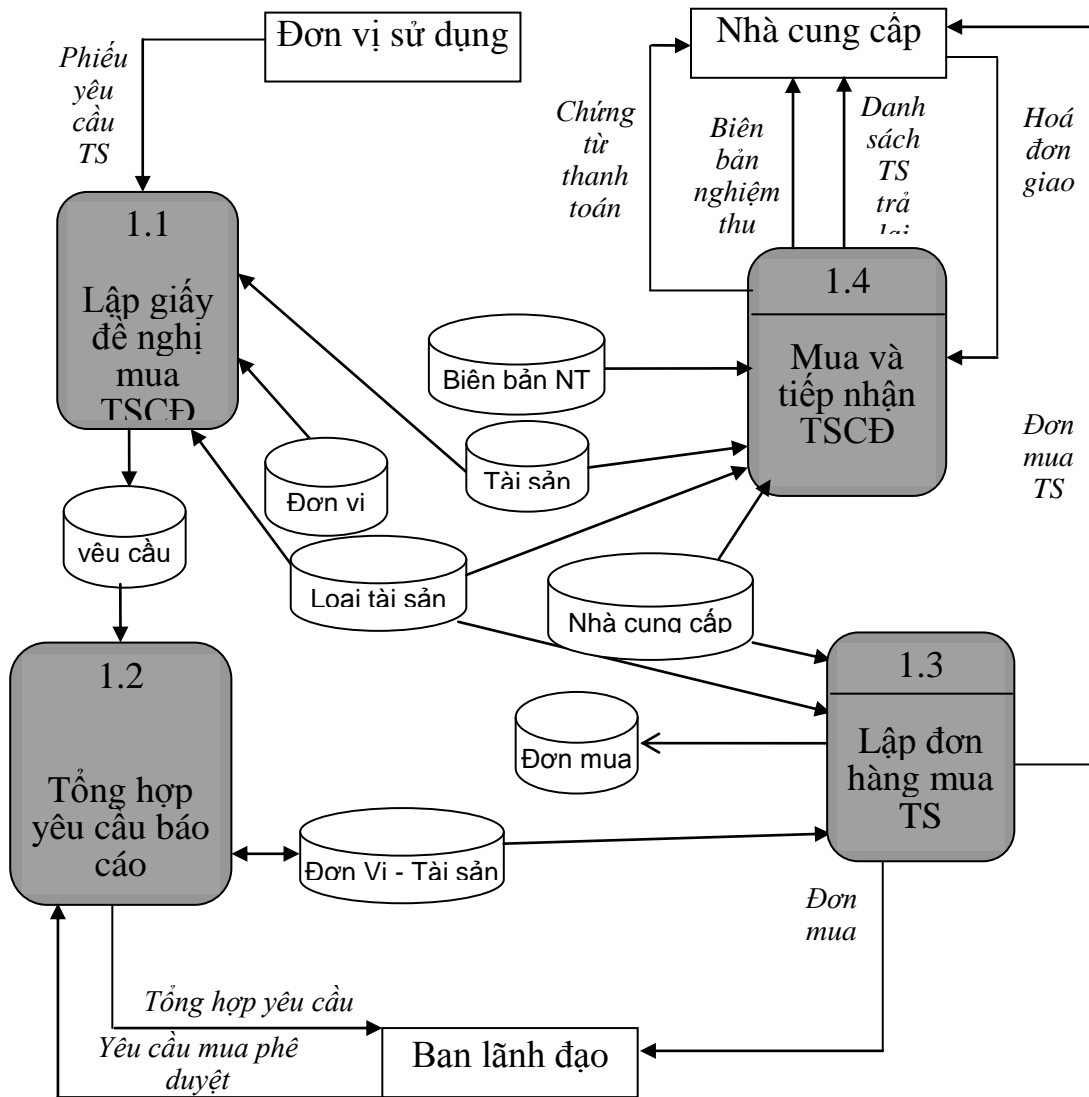 Đơn vị sử dụng
Nhà cung cấp
Phiếu
yêu
cầu
TS
Chứng
từ
thanh
toán
Biên
bản
nghiệm
thu
Danh
sách
TS
trả
lại
Hoá
đơn
giao
1.1
Lập giấy
đề nghị
mua
TSCĐ
1.4
Mua và
tiếp nhận
TSCĐ
Biên bản NT
Tài sản
Đơn vi
Đơn
mua
TS
yêu cầu
Loại tài sản
Nhà cung cấp
1.2
Tổng hợp
yêu cầu báo
cáo
1.3
Lập đơn
hàng mua
TS
Đơn mua
Đơn Vi - Tài sản
Đơn
mua
Tổng hợp yêu cầu
Yêu cầu mua phê
duyệt
Ban lãnh đạo